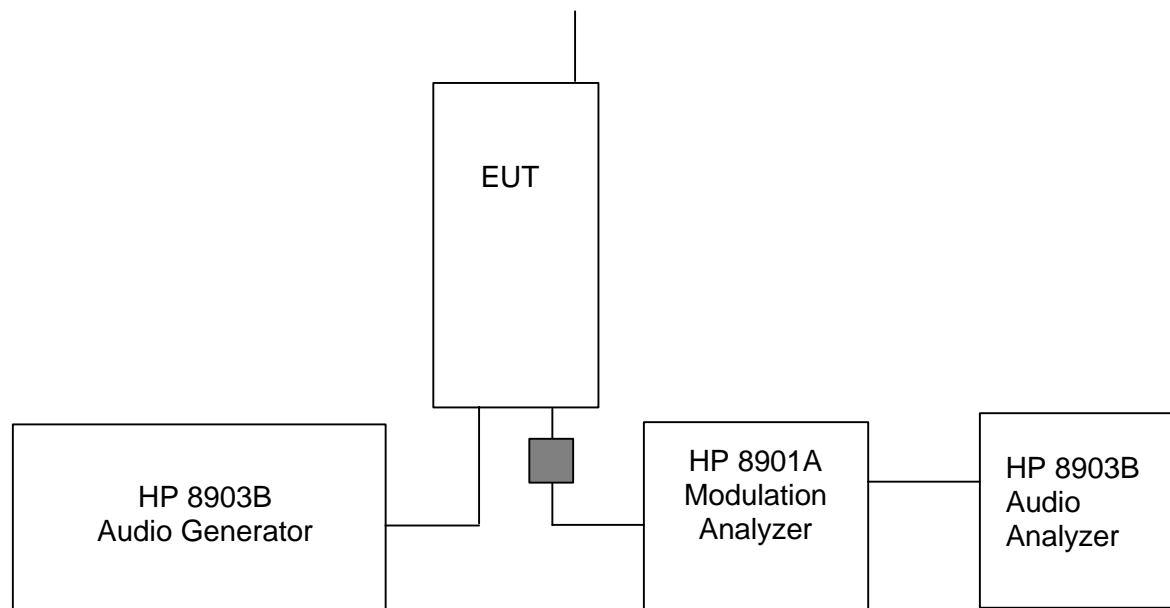 EUT
HP 8903B
Audio Generator
HP 8901A
Modulation
Analyzer
HP 8903B
Audio
Analyzer